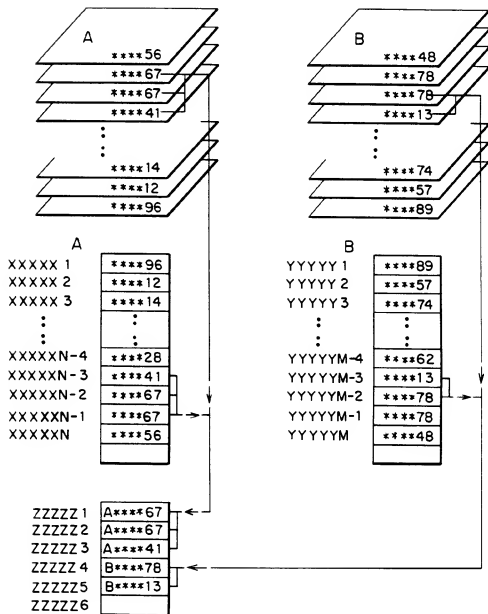 A
****56
****67
****67
****41
****14
****12
****96
B
****48
****78
****78
****13
****74
****57
****89
A
XXXXX 1 ****96
XXXXX 2 ****12
XXXXX 3 ****14
XXXXXN-4 ****28
XXXXXN-3 ****41
XXXXXN-2 ****67
XXXXXN-1 ****67
XXXXXN ****56
B
YYYYY 1 ****89
YYYYY 2 ****57
YYYYY 3 ****74
YYYYYM-4 ****62
YYYYYM-3 ****13
YYYYYM-2 ****78
YYYYYM-1 ****78
YYYYYM ****48
ZZZZZ 1 A****67
ZZZZZ 2 A****67
ZZZZZ 3 A****41
ZZZZZ 4 B****78
ZZZZZ 5 B****13
ZZZZZ6